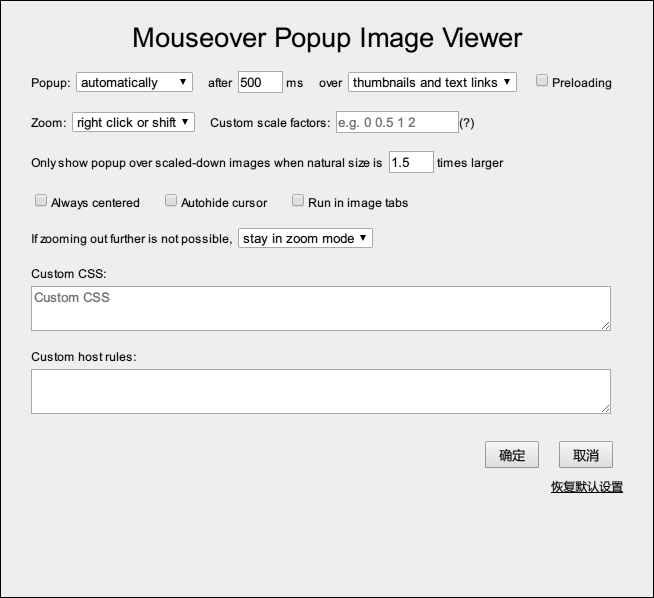 Mouseover Popup Image Viewer
Popup: automatically after 500 ms over thumbnails and text links Preloading
Zoom: right click or shift Custom scale factors: e.g. 0 0.5 1 2 (?)
Only show popup over scaled-down images when natural size is 1.5 times larger
Always centered Autohide cursor Run in image tabs
If zooming out further is not possible, stay in zoom mode
Custom CSS:
Custom CSS
Custom host rules:
确定 取消
恢复默认设置